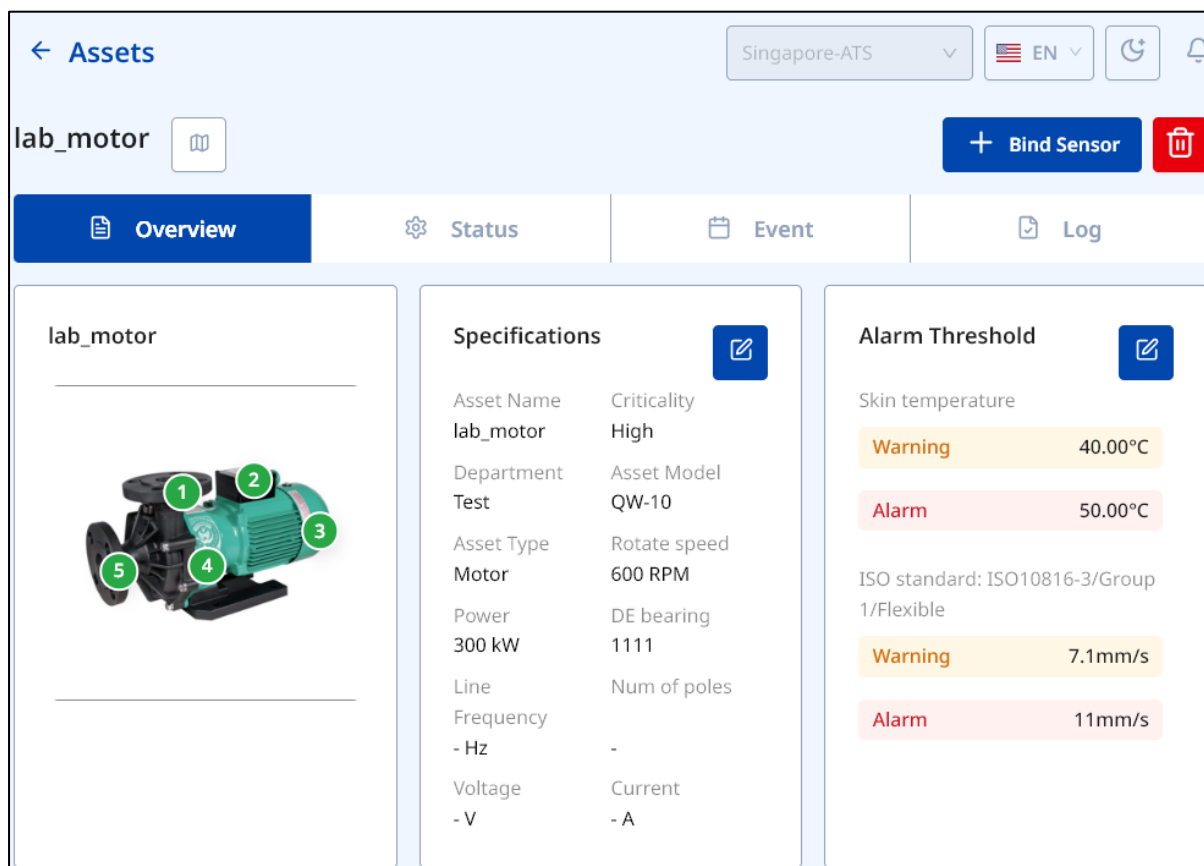 Assets
Singapore-ATS
EN
lab_motor
Bind Sensor
Overview
Status
Event
Log
lab_motor
1
2
3
4
5
Specifications
Asset Name Criticality
lab_motor High
Department Asset Model
Test QW-10
Asset Type Rotate speed
Motor 600 RPM
Power DE bearing
300 kW 1111
Line Num of poles
Frequency
- Hz -
Voltage Current
- V - A
Alarm Threshold
Skin temperature
Warning 40.00°C
Alarm 50.00°C
ISO standard: ISO10816-3/Group
1/Flexible
Warning 7.1mm/s
Alarm 11mm/s